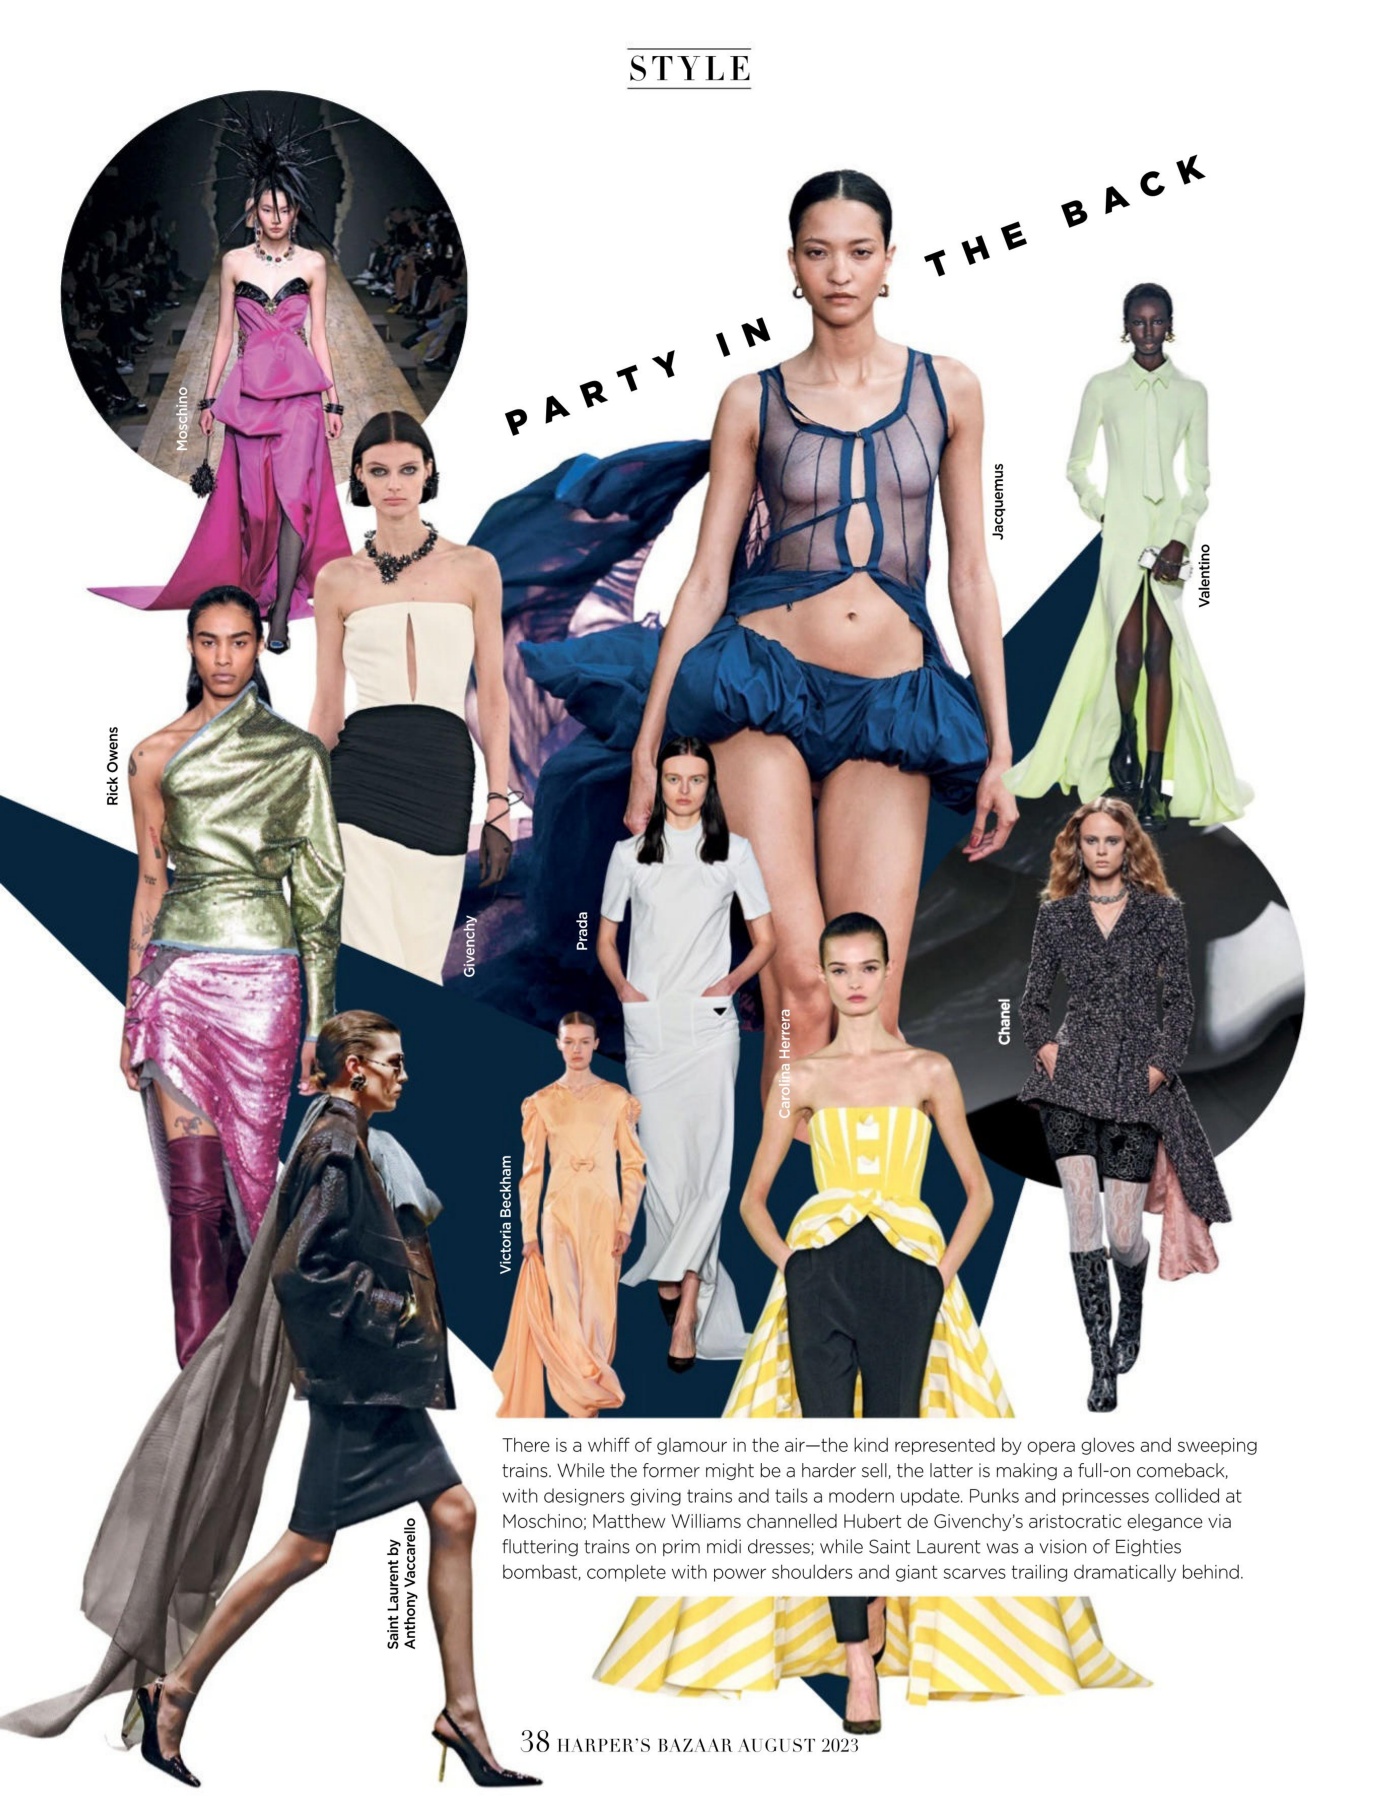 STYLE
PARTY IN THE BACK
Moschino
Jacquemus
Valentino
Rick Owens
Givenchy
Prada
Carolina Herrera
Chanel
Victoria Beckham
Saint Laurent by
Anthony Vaccarello
There is a whiff of glamour in the air—the kind represented by opera gloves and sweeping
trains. While the former might be a harder sell, the latter is making a full-on comeback,
with designers giving trains and tails a modern update. Punks and princesses collided at
Moschino; Matthew Williams channelled Hubert de Givenchy's aristocratic elegance via
fluttering trains on prim midi dresses; while Saint Laurent was a vision of Eighties
bombast, complete with power shoulders and giant scarves trailing dramatically behind.
38 HARPER'S BAZAAR AUGUST 2023